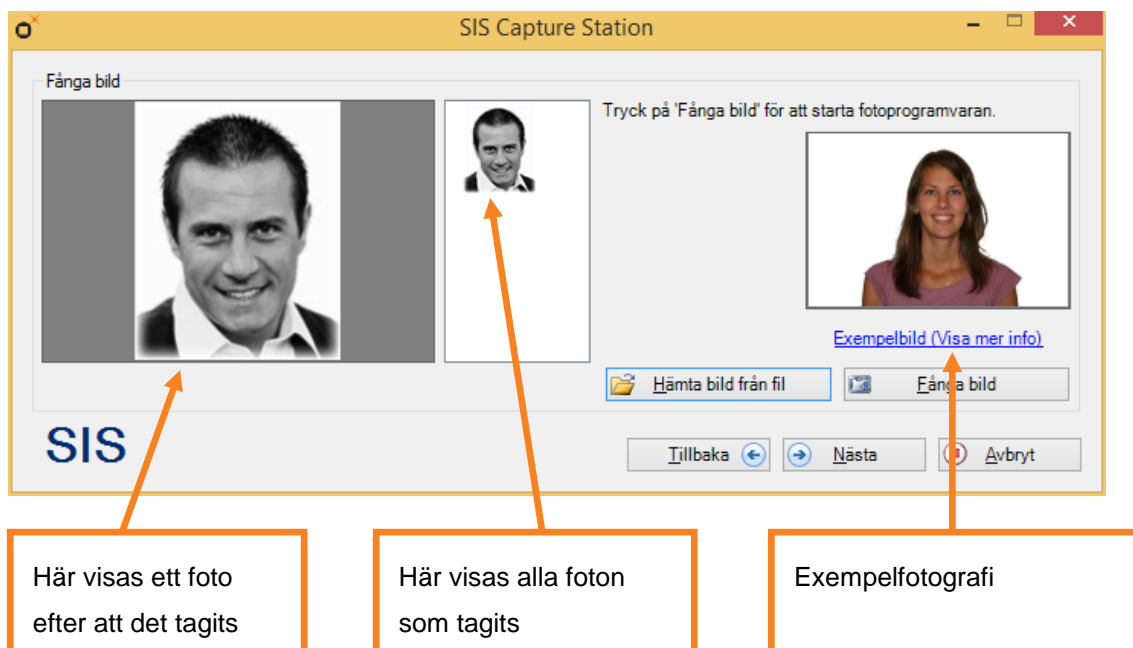 SIS Capture Station
Fånga bild
Tryck på 'Fånga bild' för att starta fotoprogramvaran.
Exempelbild (Visa mer info)
Hämta bild från fil
Fånga bild
SIS
Tillbaka
Nästa
Avbryt
Här visas ett foto
efter att det tagits
Här visas alla foton
som tagits
Exempelfotografi